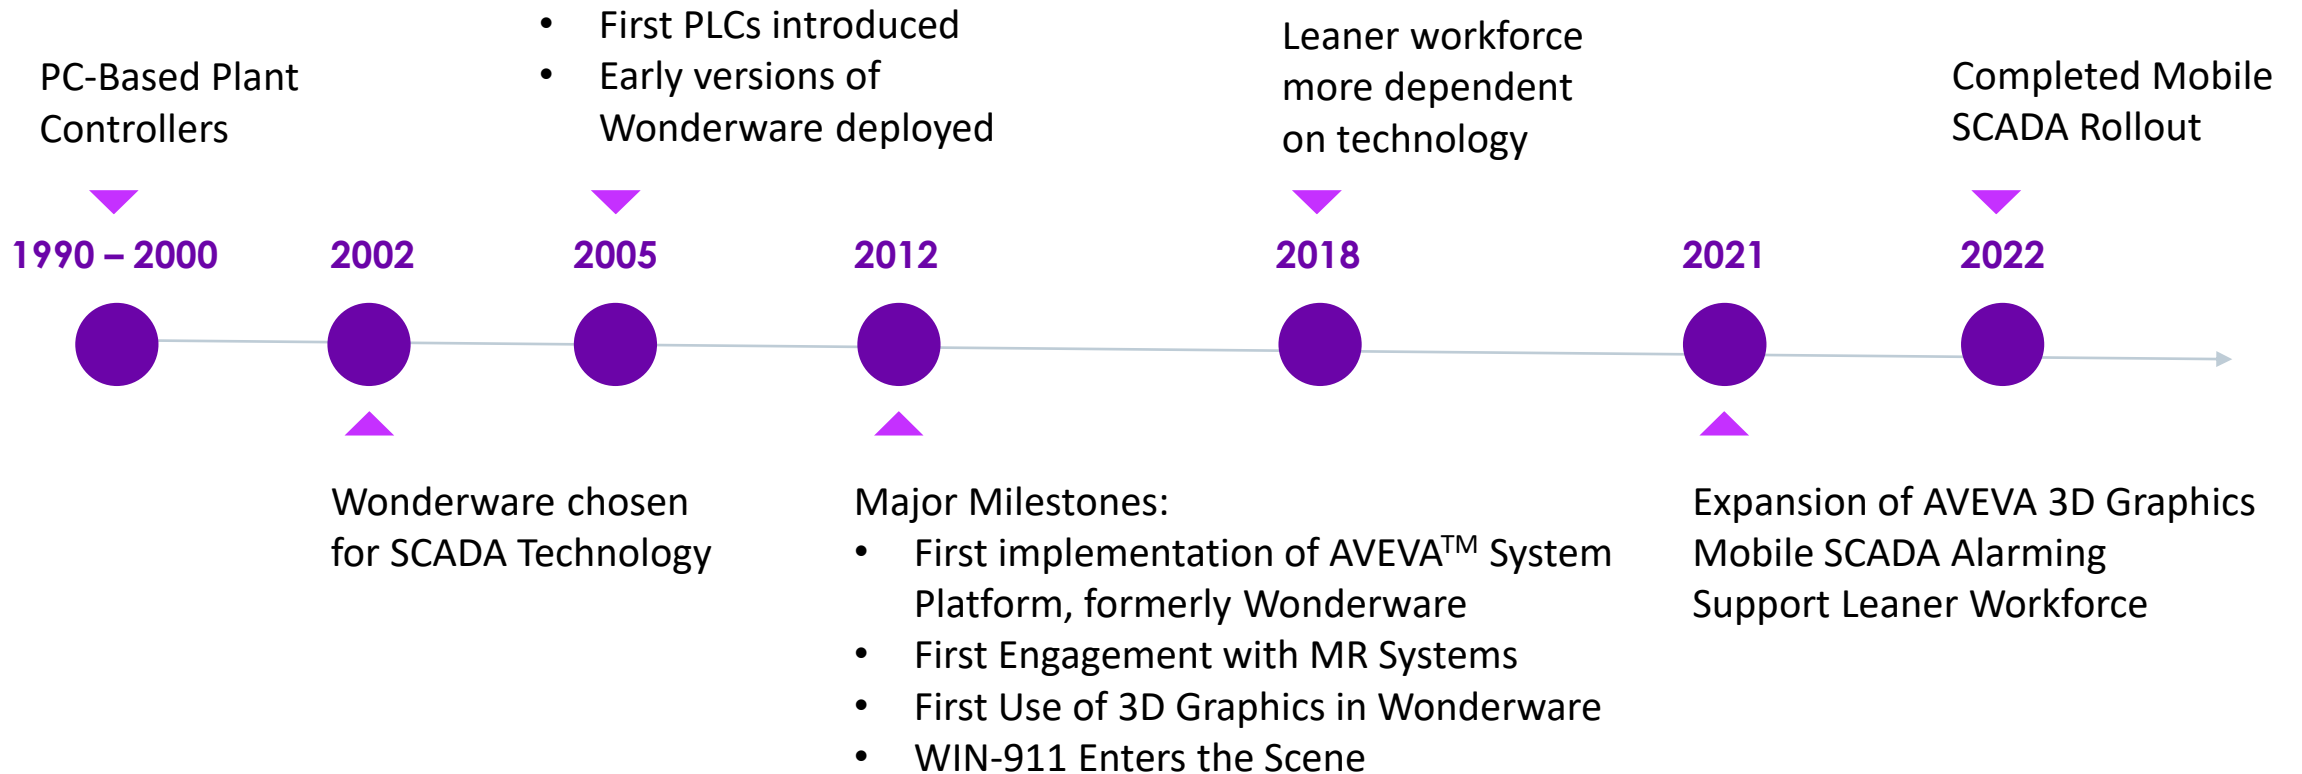 PC-Based Plant
Controllers
• First PLCs introduced
• Early versions of
Wonderware deployed
Leaner workforce
more dependent
on technology
Completed Mobile
SCADA Rollout
1990 – 2000
2002
2005
2012
2018
2021
2022
Wonderware chosen
for SCADA Technology
Major Milestones:
• First implementation of AVEVA™ System
Platform, formerly Wonderware
• First Engagement with MR Systems
• First Use of 3D Graphics in Wonderware
• WIN-911 Enters the Scene
Expansion of AVEVA 3D Graphics
Mobile SCADA Alarming
Support Leaner Workforce